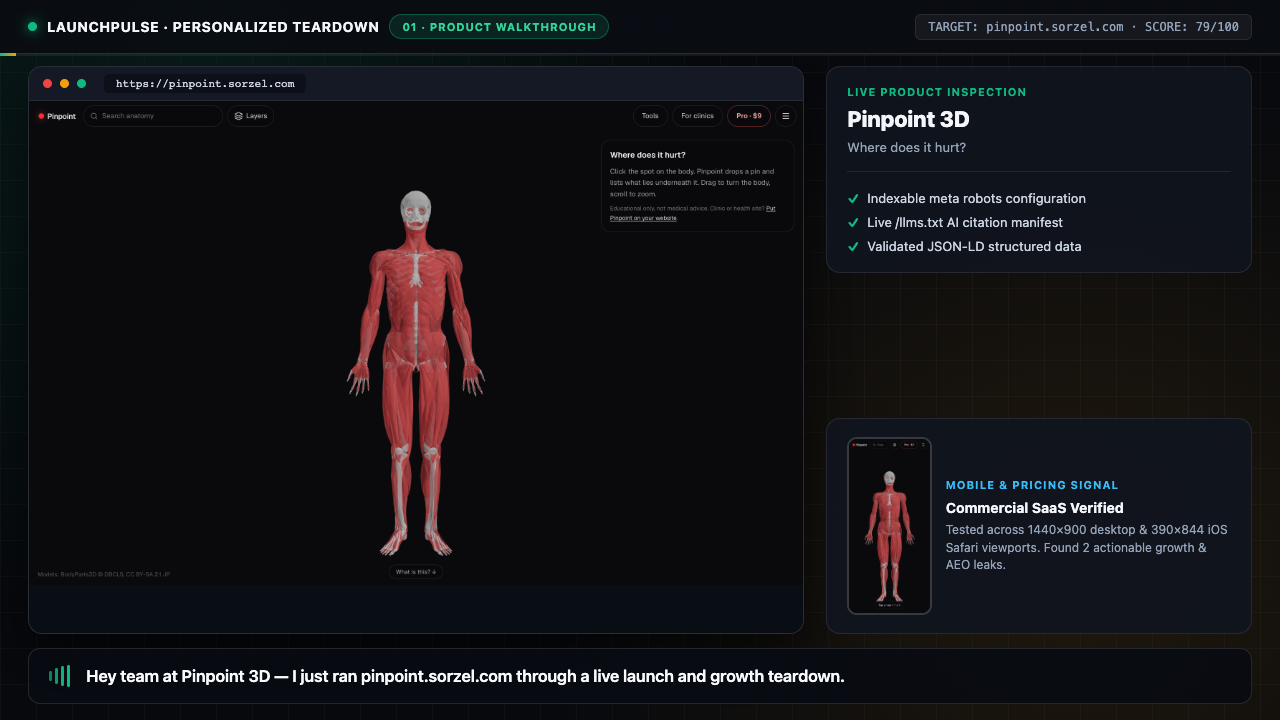 LAUNCHPULSE · PERSONALIZED TEARDOWN
01 · PRODUCT WALKTHROUGH
TARGET: pinpoint.sorzel.com · SCORE: 79/100
https://pinpoint.sorzel.com
Pinpoint
Search anatomy
Layers
Tools
For clinics
Pro · $9
Where does it hurt?
Click the spot on the body. Pinpoint drops a pin and
lists what lies underneath it. Drag to turn the body,
scroll to zoom.
Educational only, not medical advice. Clinic or health site? Put
Pinpoint on your website.
What is this? ↓
Models: BodyParts3D © DBCLS, CC BY-SA 2.1 JP
LIVE PRODUCT INSPECTION
Pinpoint 3D
Where does it hurt?
Indexable meta robots configuration
Live /llms.txt AI citation manifest
Validated JSON-LD structured data
Pinpoint
Pro · $9
MOBILE & PRICING SIGNAL
Commercial SaaS Verified
Tested across 1440×900 desktop & 390×844 iOS
Safari viewports. Found 2 actionable growth &
AEO leaks.
Hey team at Pinpoint 3D — I just ran pinpoint.sorzel.com through a live launch and growth teardown.